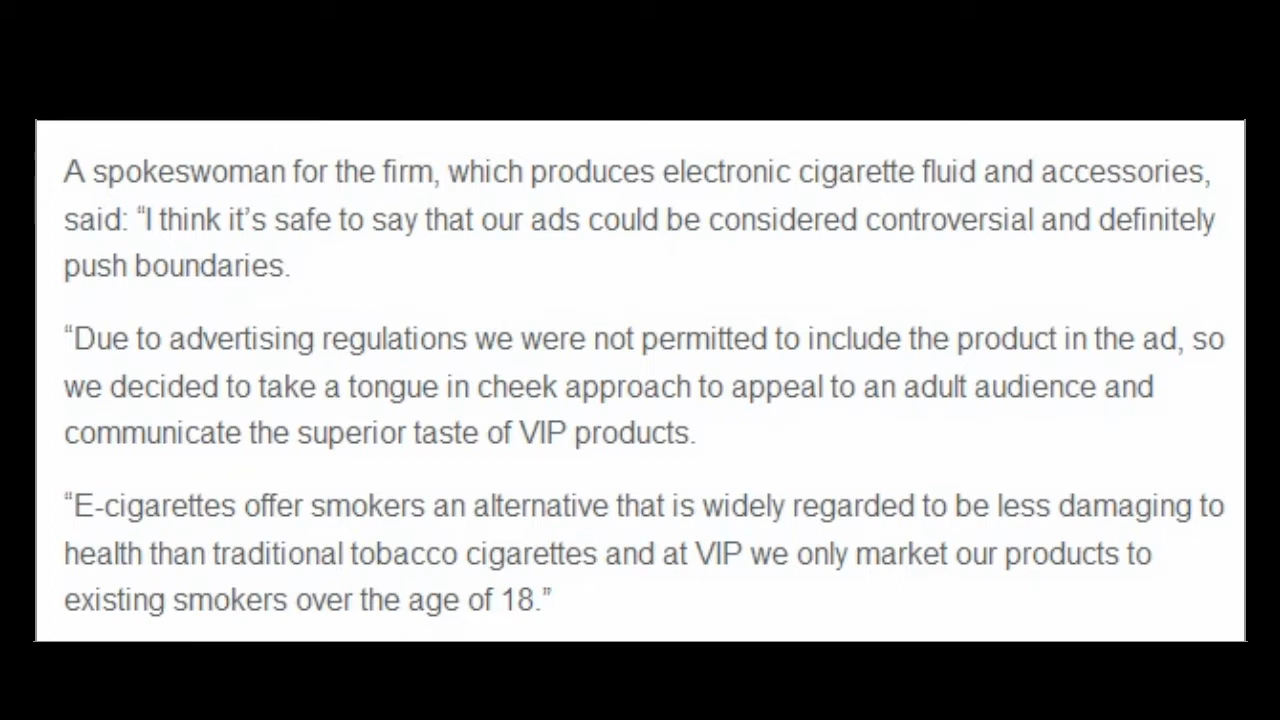 A spokeswoman for the firm, which produces electronic cigarette fluid and accessories,
said: “I think it’s safe to say that our ads could be considered controversial and definitely
push boundaries.
“Due to advertising regulations we were not permitted to include the product in the ad, so
we decided to take a tongue in cheek approach to appeal to an adult audience and
communicate the superior taste of VIP products.
“E-cigarettes offer smokers an alternative that is widely regarded to be less damaging to
health than traditional tobacco cigarettes and at VIP we only market our products to
existing smokers over the age of 18.”